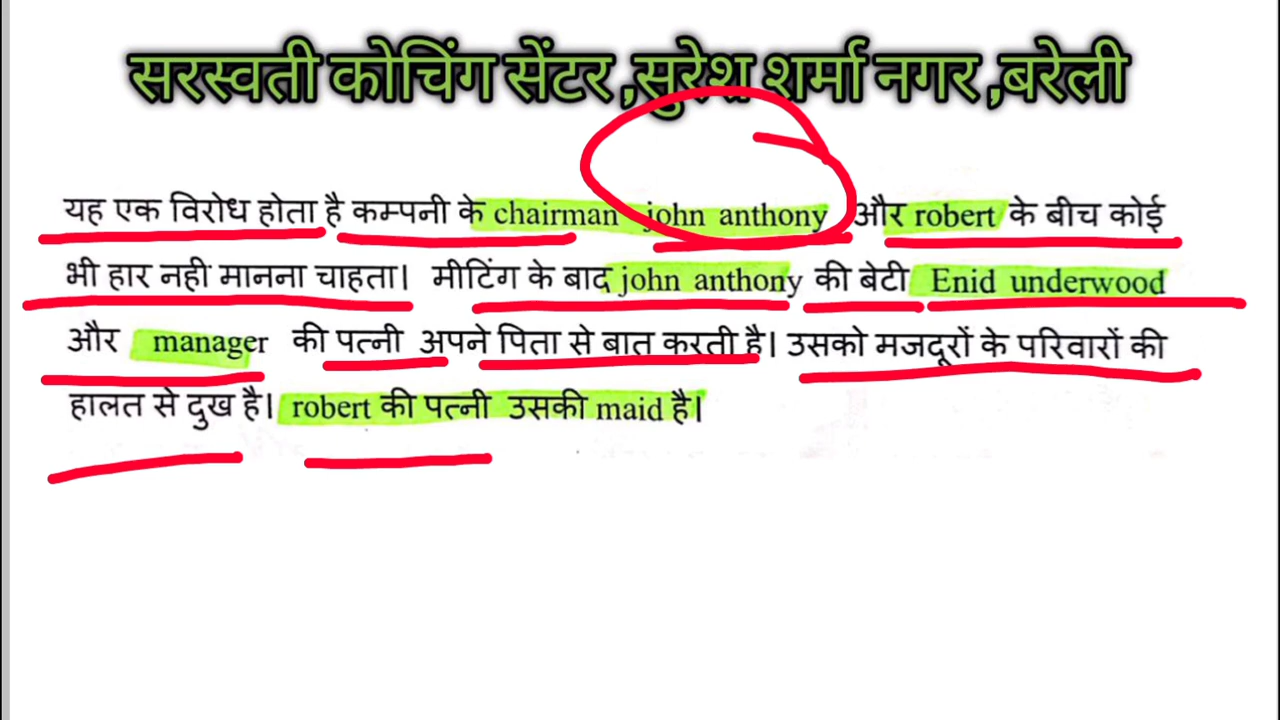 सरस्वती कोचिंग सेंटर ,सुरेश शर्मा नगर ,बरेली
यह एक विरोध होता है कम्पनी के chairman john anthony और robert के बीच कोई
भी हार नही मानना चाहता। मीटिंग के बाद john anthony की बेटी Enid underwood
और manager की पत्नी अपने पिता से बात करती है। उसको मजदूरों के परिवारों की
हालत से दुख है। robert की पत्नी उसकी maid है।